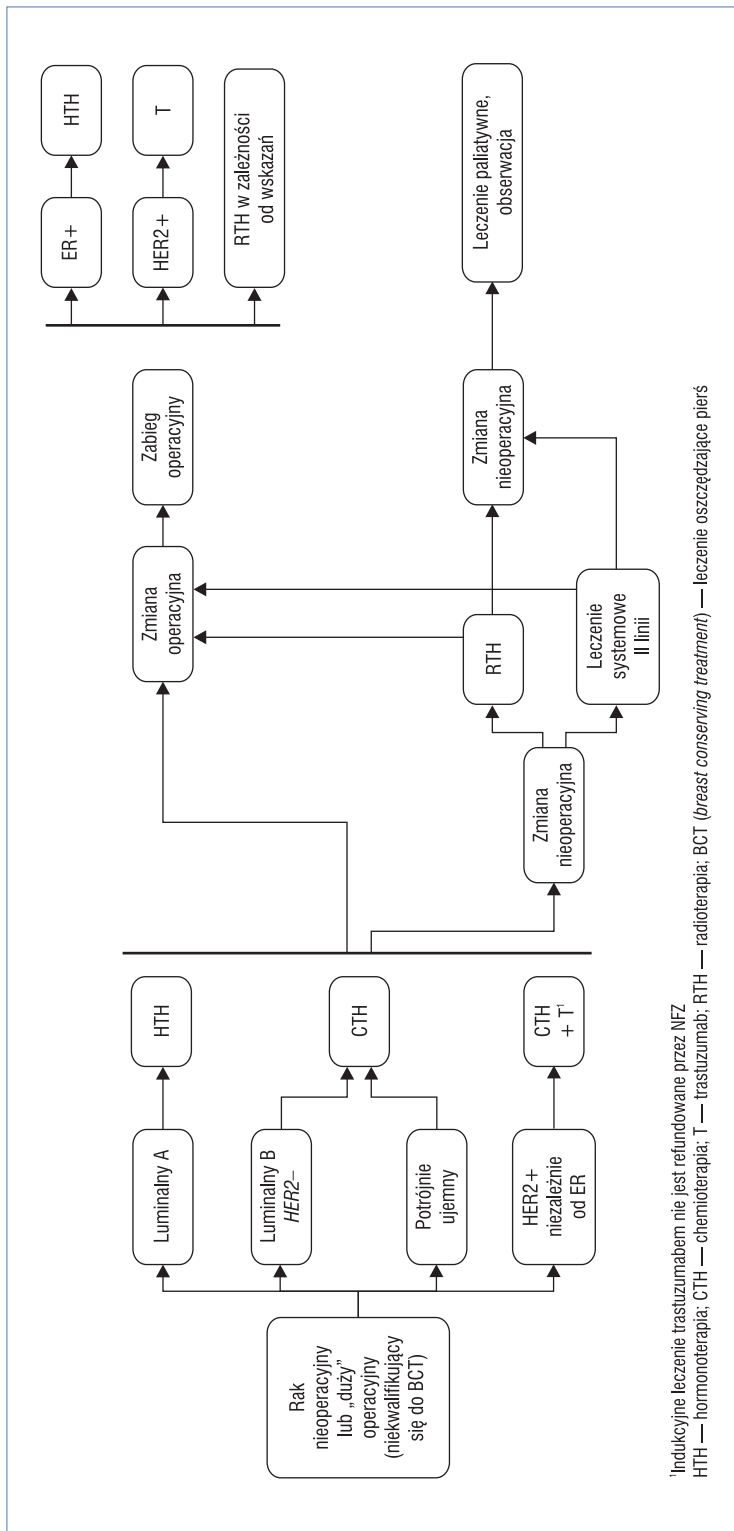 Rak
nieoperacyjny
lub „duży”
operacyjny
(niekwalifikujący
się do BCT)
Luminalny A
HTH
Luminalny B
HER2–
Potrójnie
ujemny
CTH
HER2+
niezależnie
od ER
CTH
+ T¹
Zmiana
operacyjna
Zabieg
operacyjny
Zmiana
nieoperacyjna
RTH
Leczenie
systemowe
II linii
Zmiana
nieoperacyjna
Leczenie paliatywne,
obserwacja
ER+
HTH
HER2+
T
RTH w zależności
od wskazań
¹Indukcyjne leczenie trastuzumabem nie jest refundowane przez NFZ
HTH — hormonoterapia; CTH — chemioterapia; T — trastuzumab; RTH — radioterapia; BCT (breast conserving treatment) — leczenie oszczędzające pierś